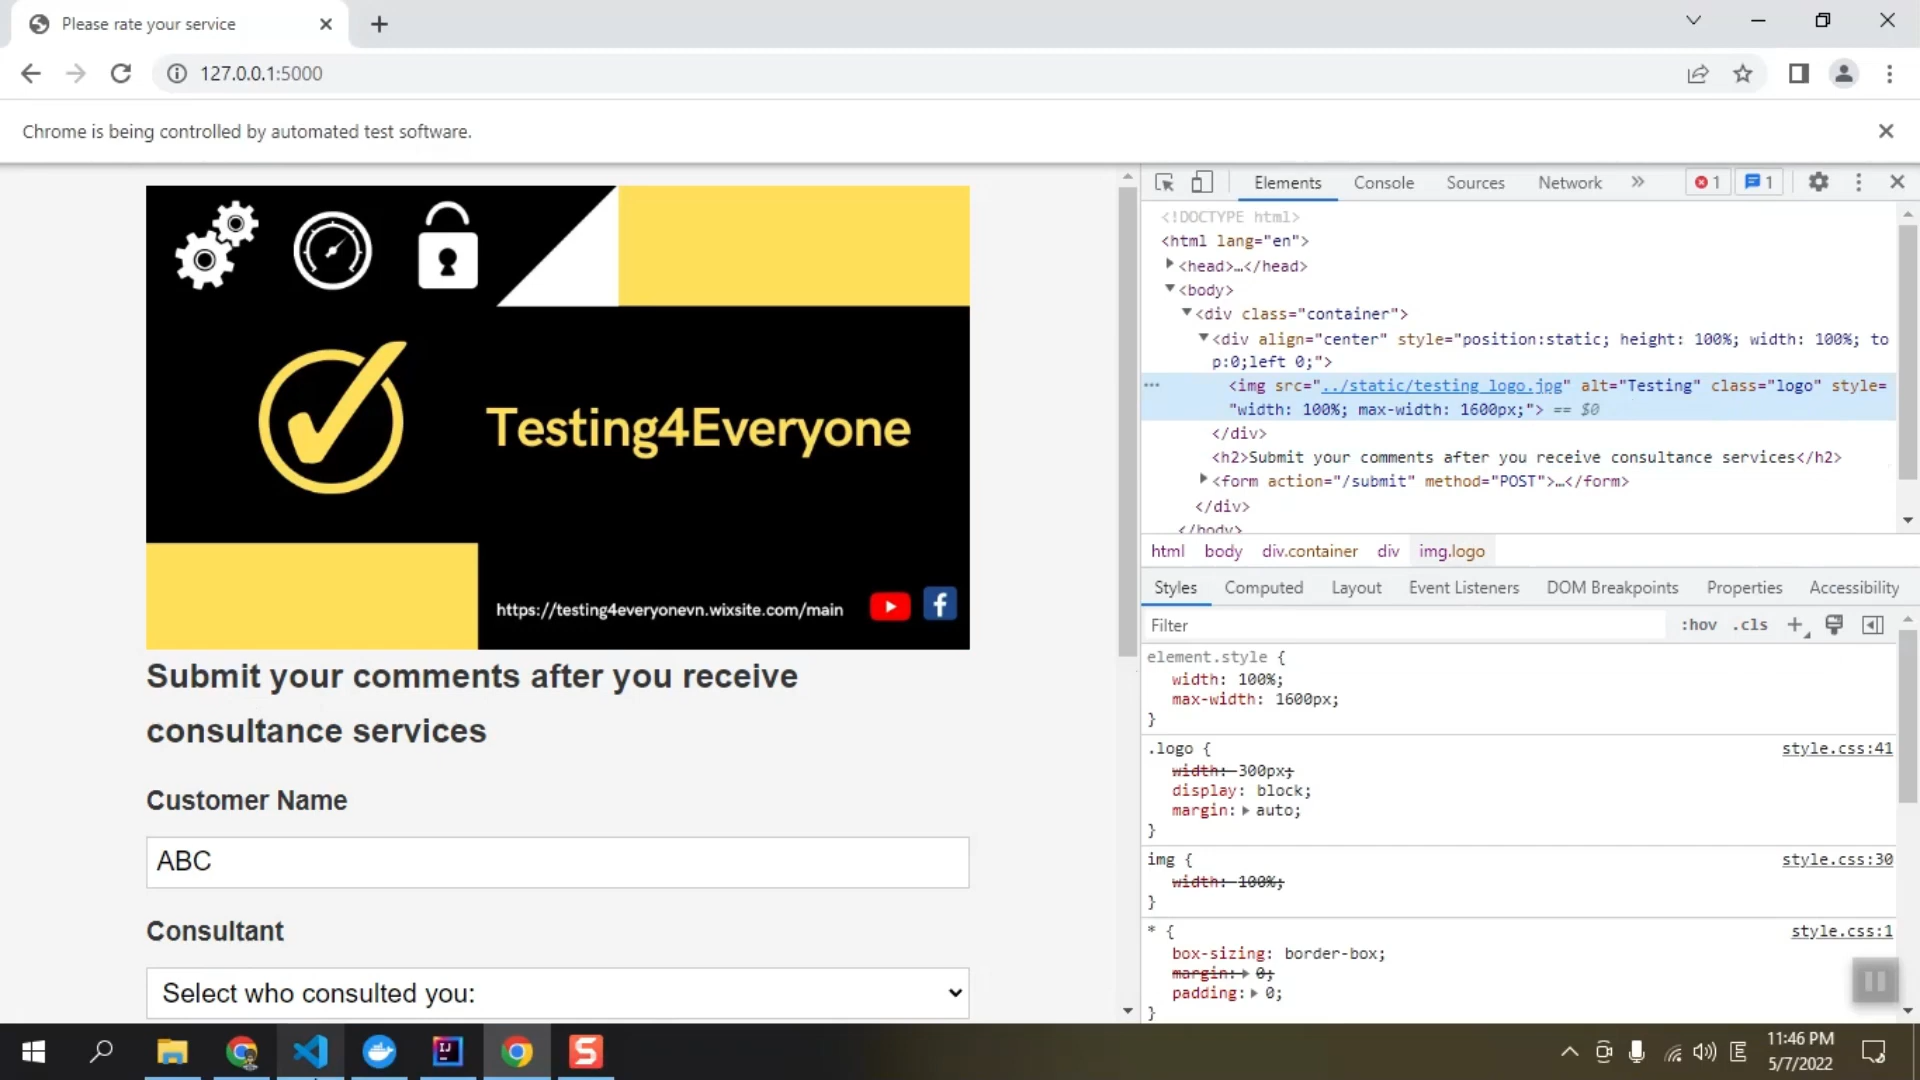 Please rate your service
127.0.0.1:5000
Chrome is being controlled by automated test software.
Testing4Everyone
https://testing4everyonevn.wixsite.com/main
Submit your comments after you receive
consultance services
Customer Name
ABC
Consultant
Select who consulted you:
Elements Console Sources Network » 1 1
<!DOCTYPE html>
<html lang="en">
<head>…</head>
<body>
<div class="container">
<div align="center" style="position:static; height: 100%; width: 100%; to
p:0;left 0;">
<img src="../static/testing_logo.jpg" alt="Testing" class="logo" style=
"width: 100%; max-width: 1600px;"> == $0
</div>
<h2>Submit your comments after you receive consultance services</h2>
<form action="/submit" method="POST">…</form>
</div>
</body>
html body div.container div img.logo
Styles Computed Layout Event Listeners DOM Breakpoints Properties Accessibility
Filter :hov .cls +
element.style {
width: 100%;
max-width: 1600px;
}
.logo { style.css:41
width: 300px;
display: block;
margin: auto;
}
img { style.css:30
width: 100%;
}
* { style.css:1
box-sizing: border-box;
margin: 0;
padding: 0;
}
IJ
S
E
11:46 PM
5/7/2022